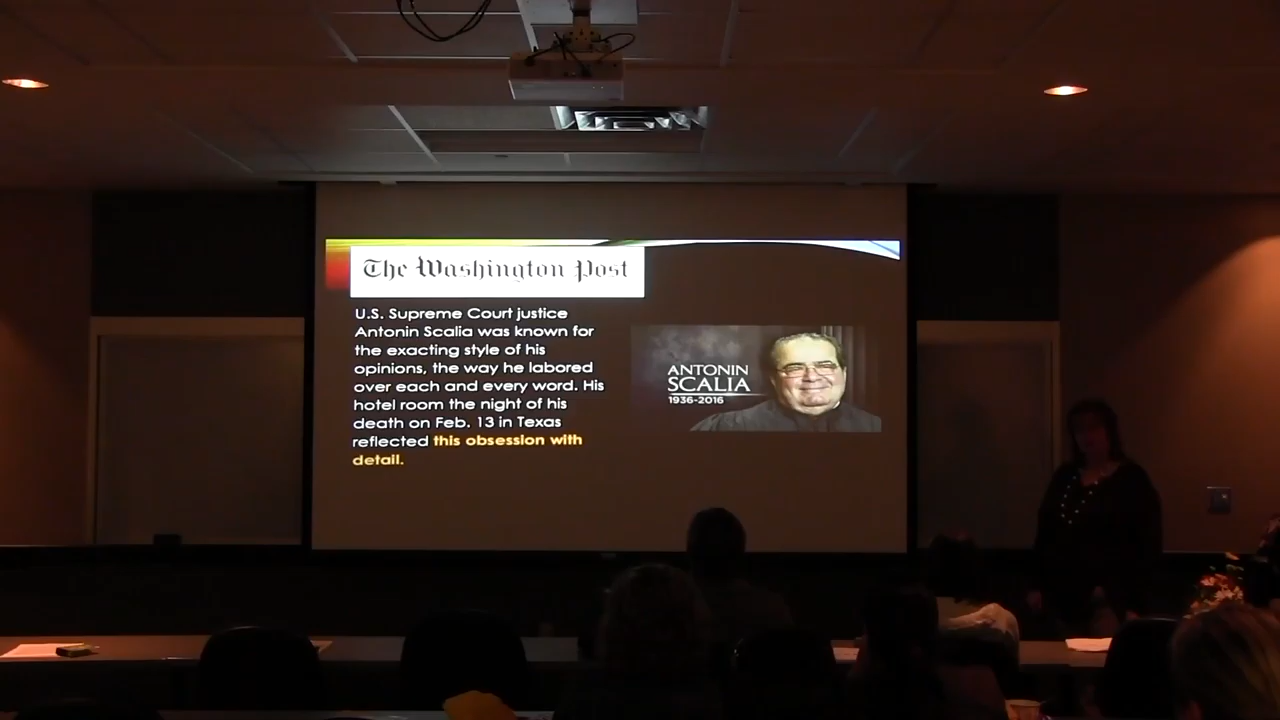 The Washington Post
U.S. Supreme Court justice
Antonin Scalia was known for
the exacting style of his
opinions, the way he labored
over each and every word. His
hotel room the night of his
death on Feb. 13 in Texas
reflected this obsession with
detail.
ANTONIN
SCALIA
1936-2016